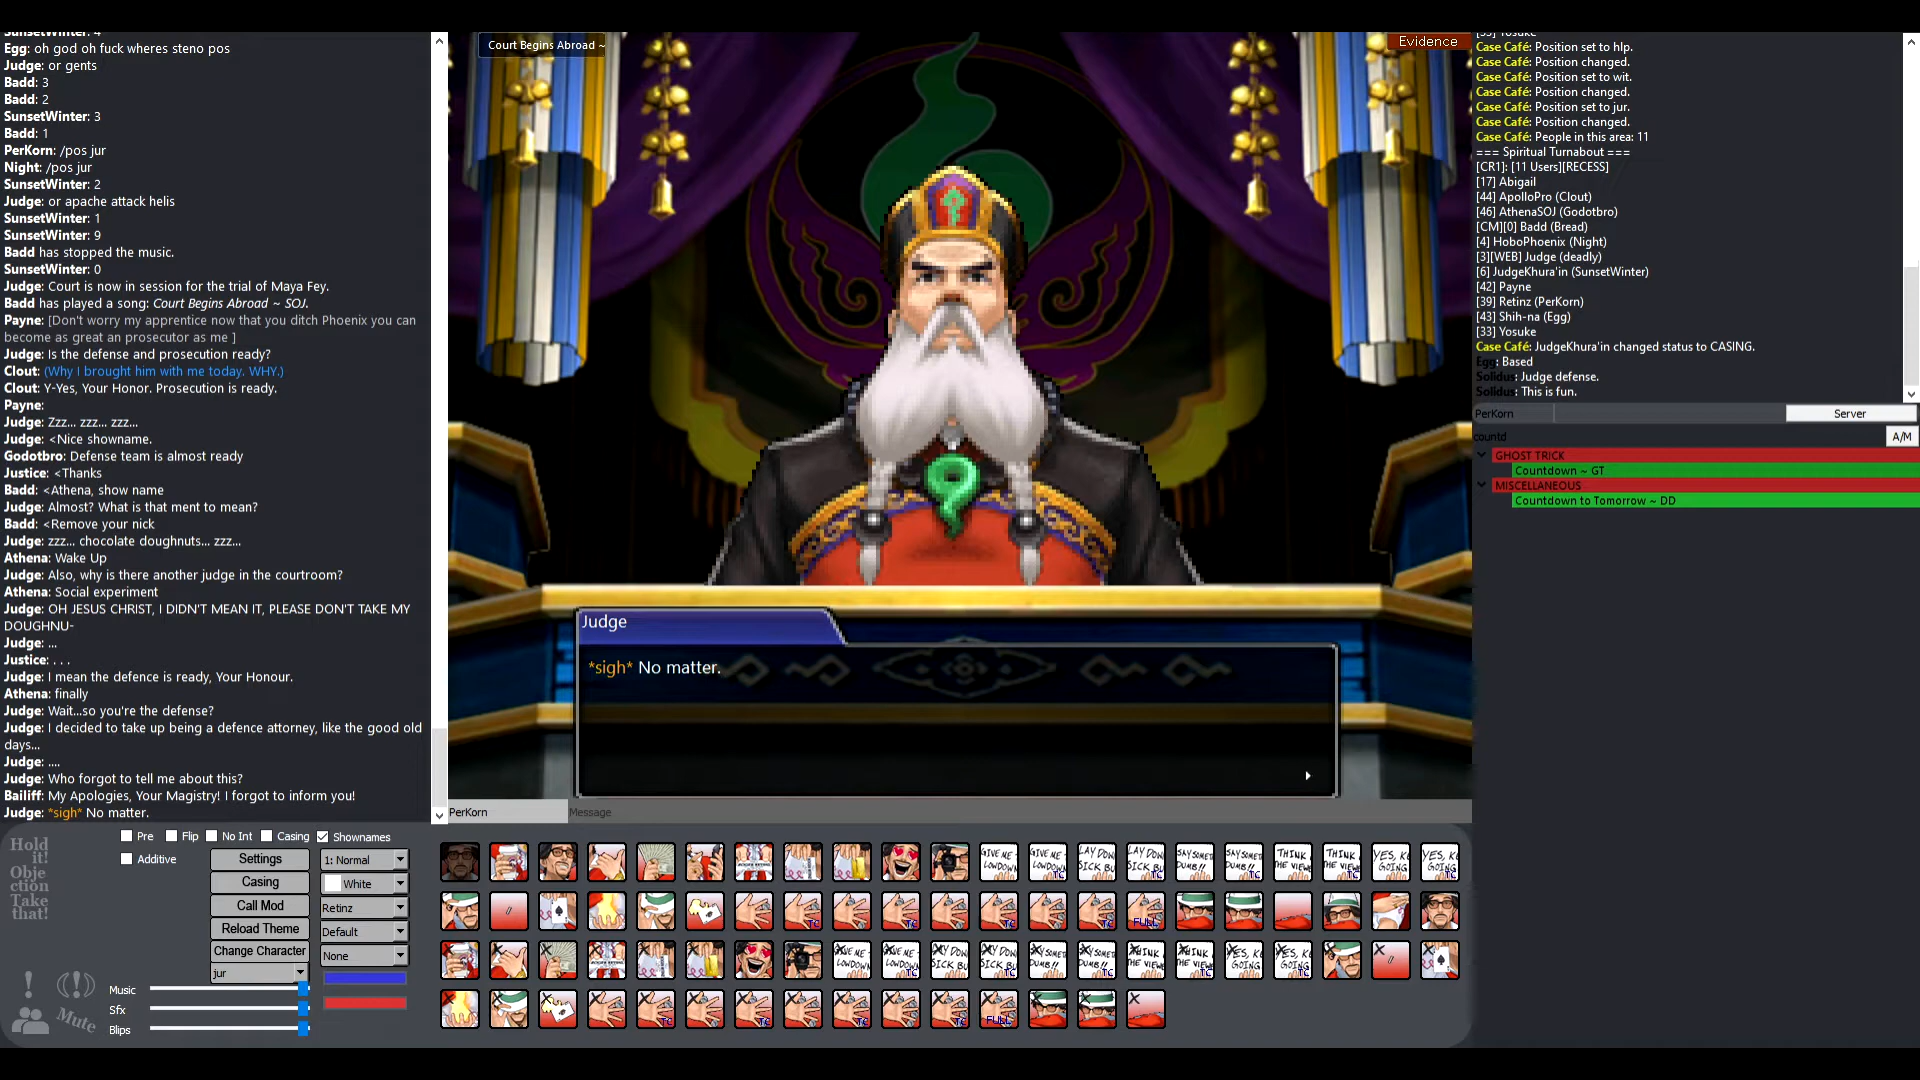 SunsetWinter: 4
Egg: oh god oh fuck wheres steno pos
Judge: or gents
Badd: 3
Badd: 2
SunsetWinter: 3
Badd: 1
PerKorn: /pos jur
Night: /pos jur
SunsetWinter: 2
Judge: or apache attack helis
SunsetWinter: 1
SunsetWinter: 9
Badd has stopped the music.
SunsetWinter: 0
Judge: Court is now in session for the trial of Maya Fey.
Badd has played a song: Court Begins Abroad ~ SOJ.
Payne: [Don't worry my apprentice now that you ditch Phoenix you can
become as great an prosecutor as me ]
Judge: Is the defense and prosecution ready?
Clout: (Why I brought him with me today. WHY.)
Clout: Y-Yes, Your Honor. Prosecution is ready.
Payne:
Judge: Zzz... zzz... zzz...
Judge: <Nice showname.
Godotbro: Defense team is almost ready
Justice: <Thanks
Badd: <Athena, show name
Judge: Almost? What is that ment to mean?
Badd: <Remove your nick
Judge: zzz... chocolate doughnuts... zzz...
Athena: Wake Up
Judge: Also, why is there another judge in the courtroom?
Athena: Social experiment
Judge: OH JESUS CHRIST, I DIDN'T MEAN IT, PLEASE DON'T TAKE MY
DOUGHNU-
Judge: ...
Justice: . . .
Judge: I mean the defence is ready, Your Honour.
Athena: finally
Judge: Wait...so you're the defense?
Judge: I decided to take up being a defence attorney, like the good old
days...
Judge: ....
Judge: Who forgot to tell me about this?
Bailiff: My Apologies, Your Magistry! I forgot to inform you!
Judge: *sigh* No matter.
Court Begins Abroad ~
Evidence
Judge
*sigh* No matter.
PerKorn
Message
[33] Yosuke
Case Café: Position set to hlp.
Case Café: Position changed.
Case Café: Position set to wit.
Case Café: Position changed.
Case Café: Position set to jur.
Case Café: Position changed.
Case Café: People in this area: 11
=== Spiritual Turnabout ===
[CR1]: [11 Users][RECESS]
[17] Abigail
[44] ApolloPro (Clout)
[46] AthenaSOJ (Godotbro)
[CM][0] Badd (Bread)
[4] HoboPhoenix (Night)
[3][WEB] Judge (deadly)
[6] JudgeKhura'in (SunsetWinter)
[42] Payne
[39] Retinz (PerKorn)
[43] Shih-na (Egg)
[33] Yosuke
Case Café: JudgeKhura'in changed status to CASING.
Egg: Based
Solidus: Judge defense.
Solidus: This is fun.
PerKorn
Server
countd
A/M
GHOST TRICK
Countdown ~ GT
MISCELLANEOUS
Countdown to Tomorrow ~ DD
Hold
it!
Obje
ction
Take
that!
Pre
Flip
No Int
Casing
Shownames
Additive
Settings
Casing
Call Mod
Reload Theme
Change Character
jur
1: Normal
White
Retinz
Default
None
Music
Sfx
Blips
Mute